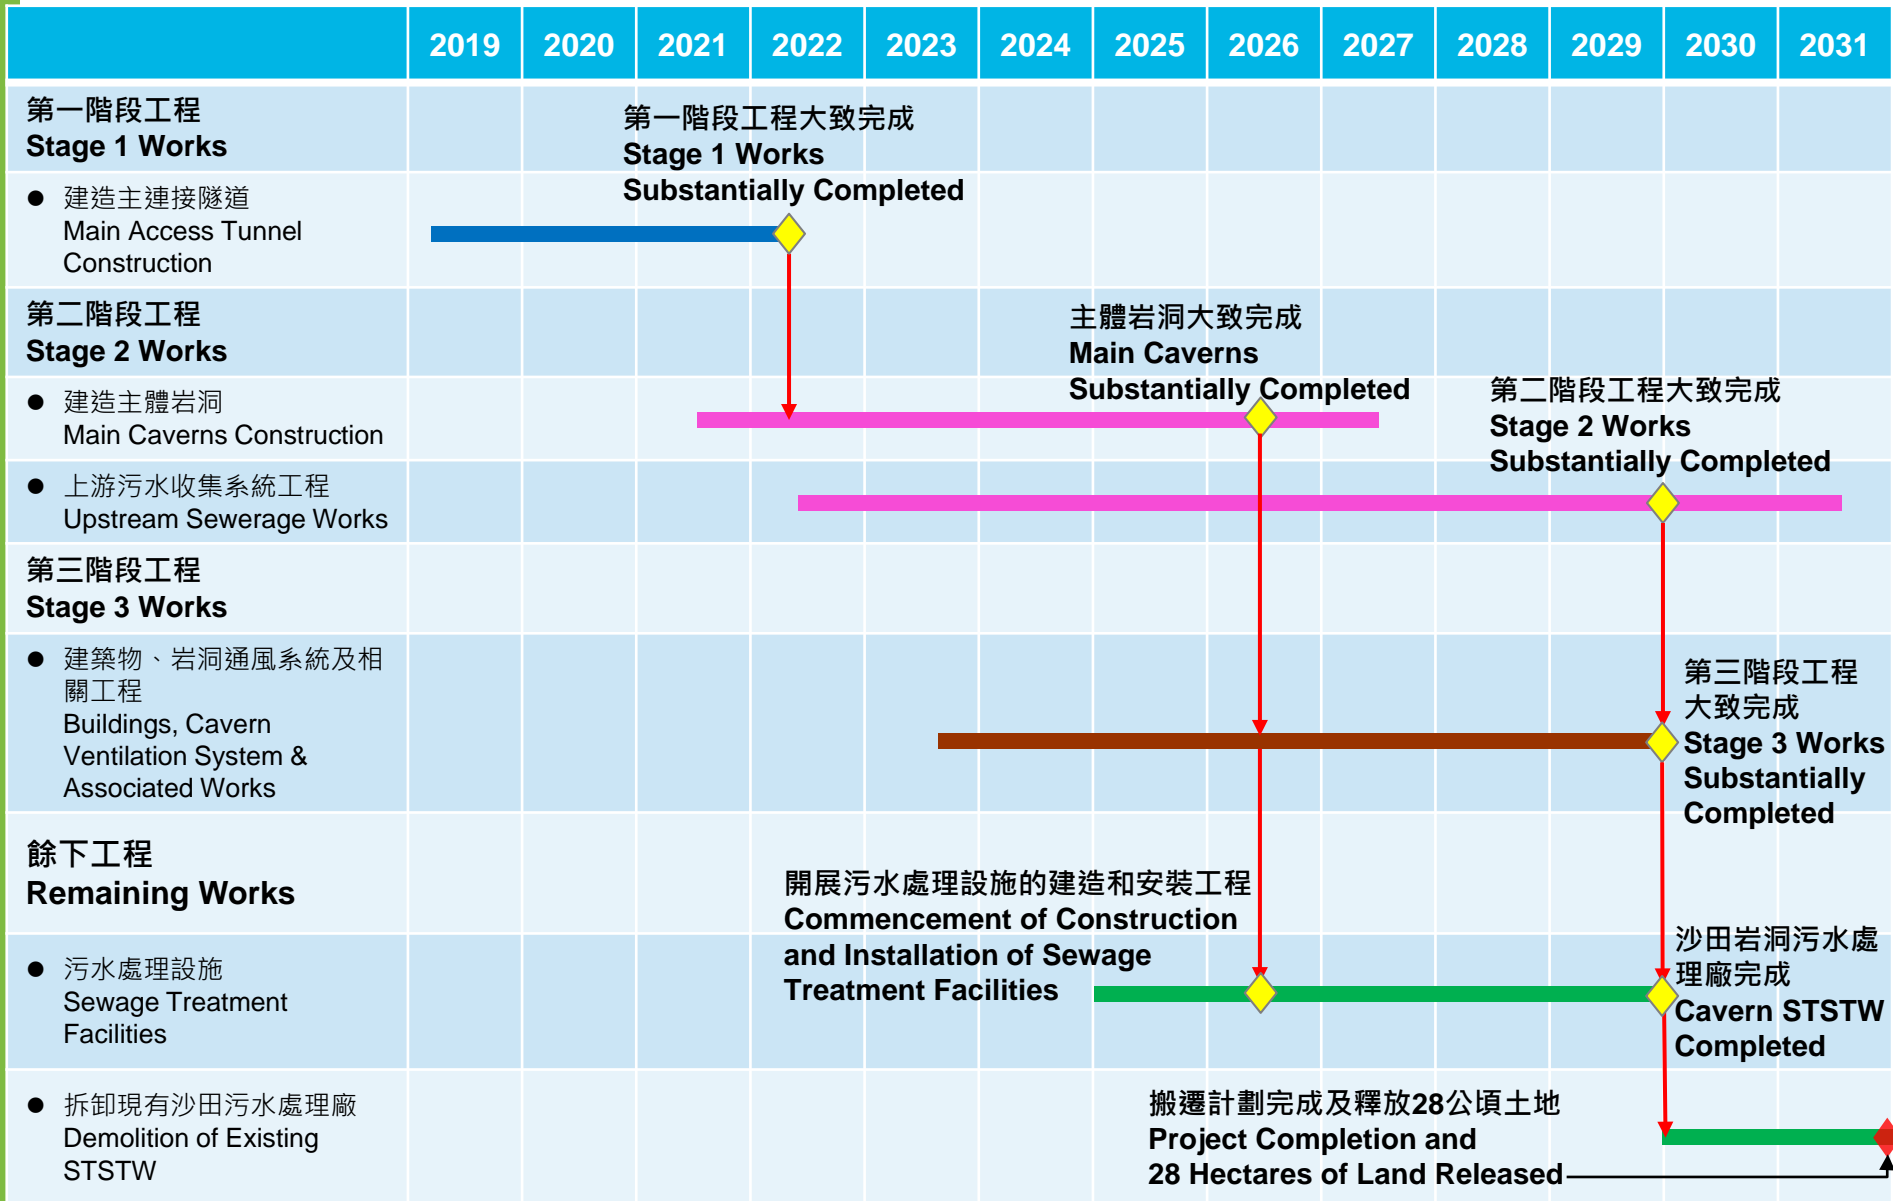 2019 2020 2021 2022 2023 2024 2025 2026 2027 2028 2029 2030 2031
第一階段工程
Stage 1 Works
第一階段工程大致完成
Stage 1 Works
Substantially Completed
建造主連接隧道
Main Access Tunnel
Construction
第二階段工程
Stage 2 Works
主體岩洞大致完成
Main Caverns
Substantially Completed
建造主體岩洞
Main Caverns Construction
第二階段工程大致完成
Stage 2 Works
Substantially Completed
上游污水收集系統工程
Upstream Sewerage Works
第三階段工程
Stage 3 Works
建築物、岩洞通風系統及相
關工程
Buildings, Cavern
Ventilation System &
Associated Works
第三階段工程
大致完成
Stage 3 Works
Substantially
Completed
餘下工程
Remaining Works
開展污水處理設施的建造和安裝工程
Commencement of Construction
and Installation of Sewage
Treatment Facilities
污水處理設施
Sewage Treatment
Facilities
沙田岩洞污水處
理廠完成
Cavern STSTW
Completed
拆卸現有沙田污水處理廠
Demolition of Existing
STSTW
搬遷計劃完成及釋放28公頃土地
Project Completion and
28 Hectares of Land Released